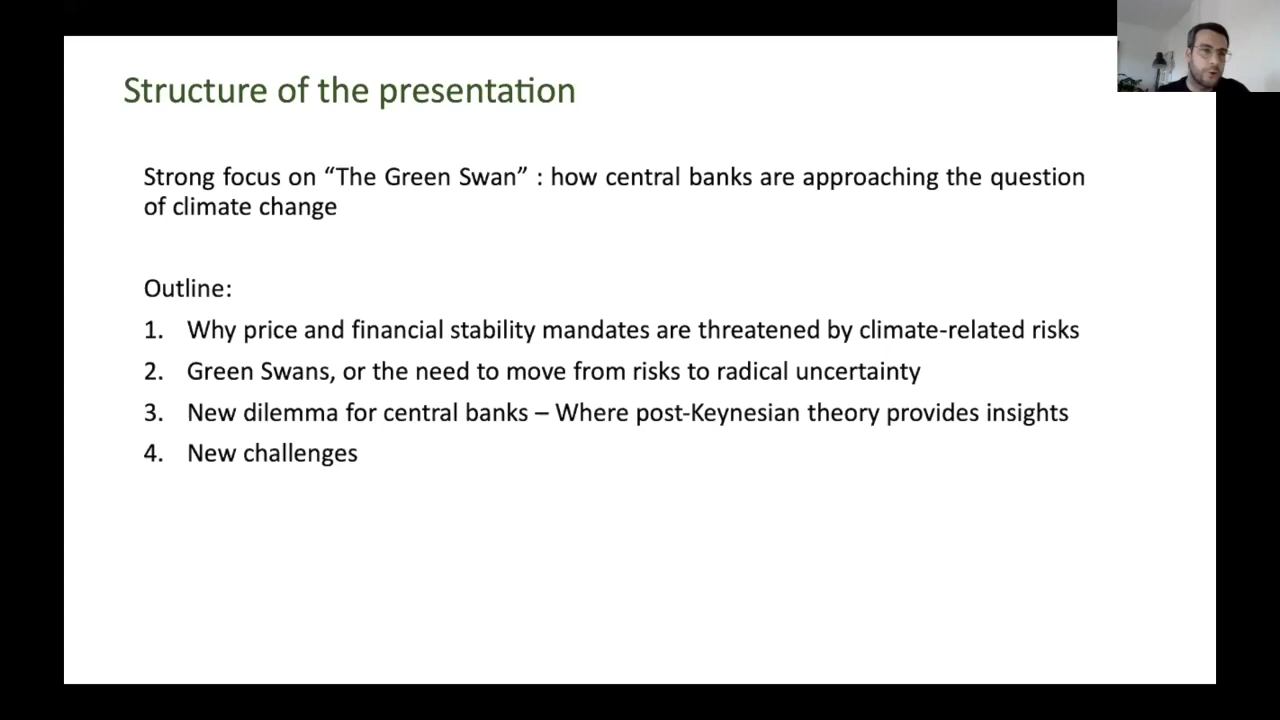 Structure of the presentation
Strong focus on “The Green Swan” : how central banks are approaching the question
of climate change
Outline:
1. Why price and financial stability mandates are threatened by climate-related risks
2. Green Swans, or the need to move from risks to radical uncertainty
3. New dilemma for central banks – Where post-Keynesian theory provides insights
4. New challenges